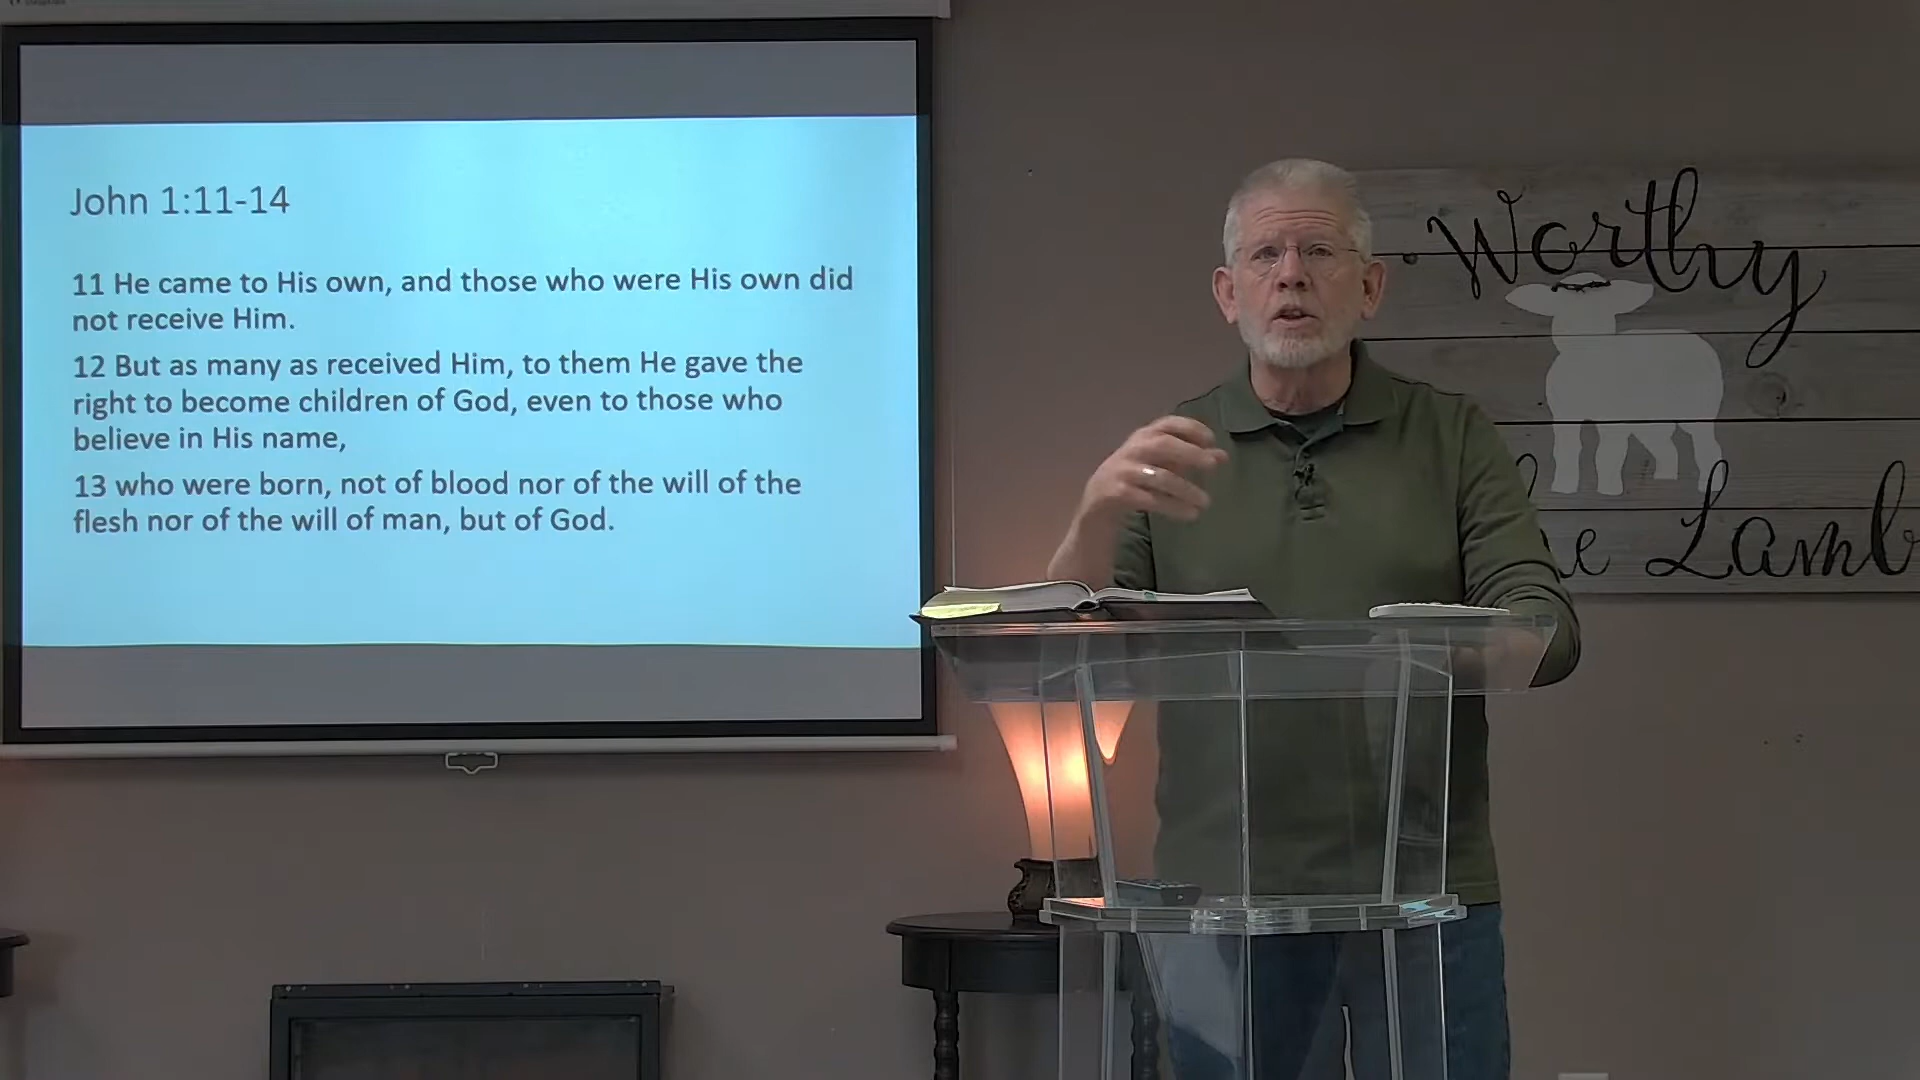 John 1:11-14
11 He came to His own, and those who were His own did
not receive Him.
12 But as many as received Him, to them He gave the
right to become children of God, even to those who
believe in His name,
13 who were born, not of blood nor of the will of the
flesh nor of the will of man, but of God.
Worthy
Lamb